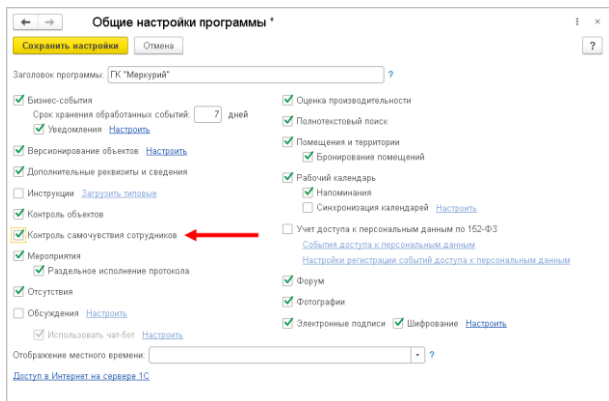 Общие настройки программы *
Сохранить настройки Отмена ?
Заголовок программы: ГК "Меркурий" ?
Бизнес-события
Срок хранения обработанных событий: 7 дней
Уведомления Настроить
Версионирование объектов Настроить
Дополнительные реквизиты и сведения
Инструкции Загрузить типовые
Контроль объектов
Контроль самочувствия сотрудников
Мероприятия
Раздельное исполнение протокола
Отсутствия
Обсуждения Настроить
Использовать чат-бот Настроить
Оценка производительности
Полнотекстовый поиск
Помещения и территории
Бронирование помещений
Рабочий календарь
Напоминания
Синхронизация календарей Настроить
Учет доступа к персональным данным по 152-ФЗ
События доступа к персональным данным
Настройки регистрации событий доступа к персональным данным
Форум
Фотографии
Электронные подписи Шифрование Настроить
Отображение местного времени: ?
Доступ в Интернет на сервере 1С